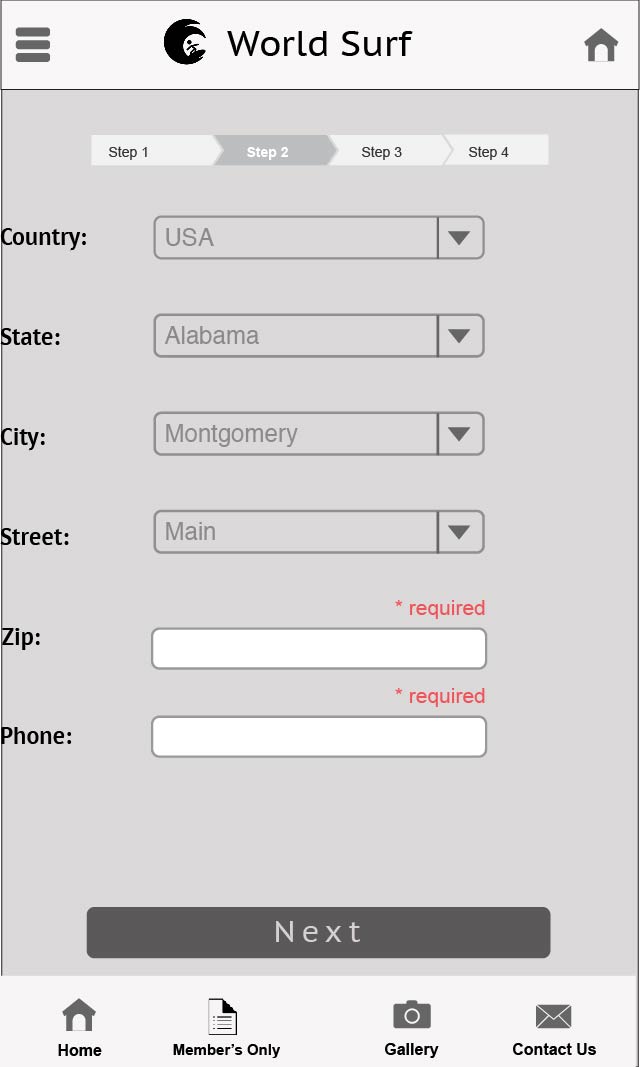 World Surf
Step 1 Step 2 Step 3 Step 4
Country: USA
State: Alabama
City: Montgomery
Street: Main
* required
Zip:
* required
Phone:
Next
Home Member's Only Gallery Contact Us